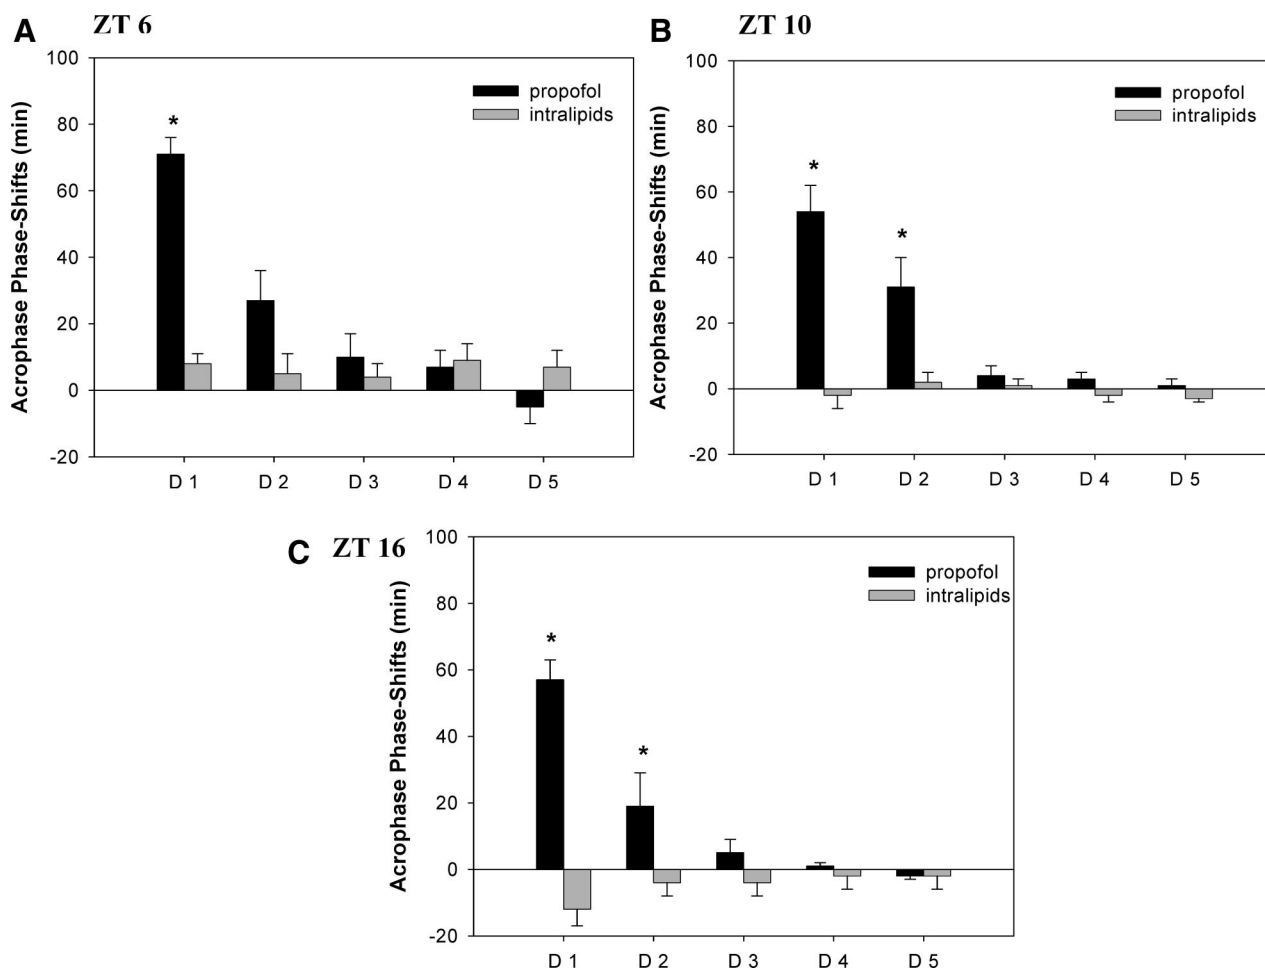 A ZT 6
Acrophase Phase-Shifts (min)
100
80
60
40
20
0
-20
*
propofol
intralipids
D 1 D 2 D 3 D 4 D 5
B ZT 10
Acrophase Phase-Shifts (min)
100
80
60
40
20
0
-20
*
*
propofol
intralipids
D 1 D 2 D 3 D 4 D 5
C ZT 16
Acrophase Phase-Shifts (min)
100
80
60
40
20
0
-20
*
*
propofol
intralipids
D 1 D 2 D 3 D 4 D 5